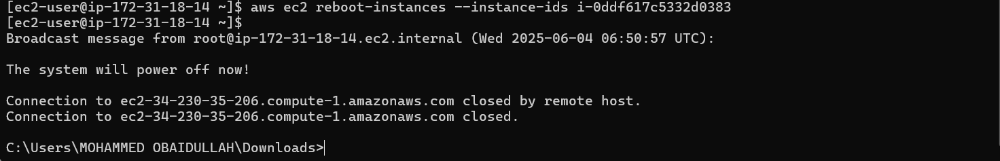 [ec2-user@ip-172-31-18-14 ~]$ aws ec2 reboot-instances --instance-ids i-0ddf617c5332d0383
[ec2-user@ip-172-31-18-14 ~]$
Broadcast message from root@ip-172-31-18-14.ec2.internal (Wed 2025-06-04 06:50:57 UTC):
The system will power off now!
Connection to ec2-34-230-35-206.compute-1.amazonaws.com closed by remote host.
Connection to ec2-34-230-35-206.compute-1.amazonaws.com closed.
C:\Users\MOHAMMED OBAIDULLAH\Downloads>